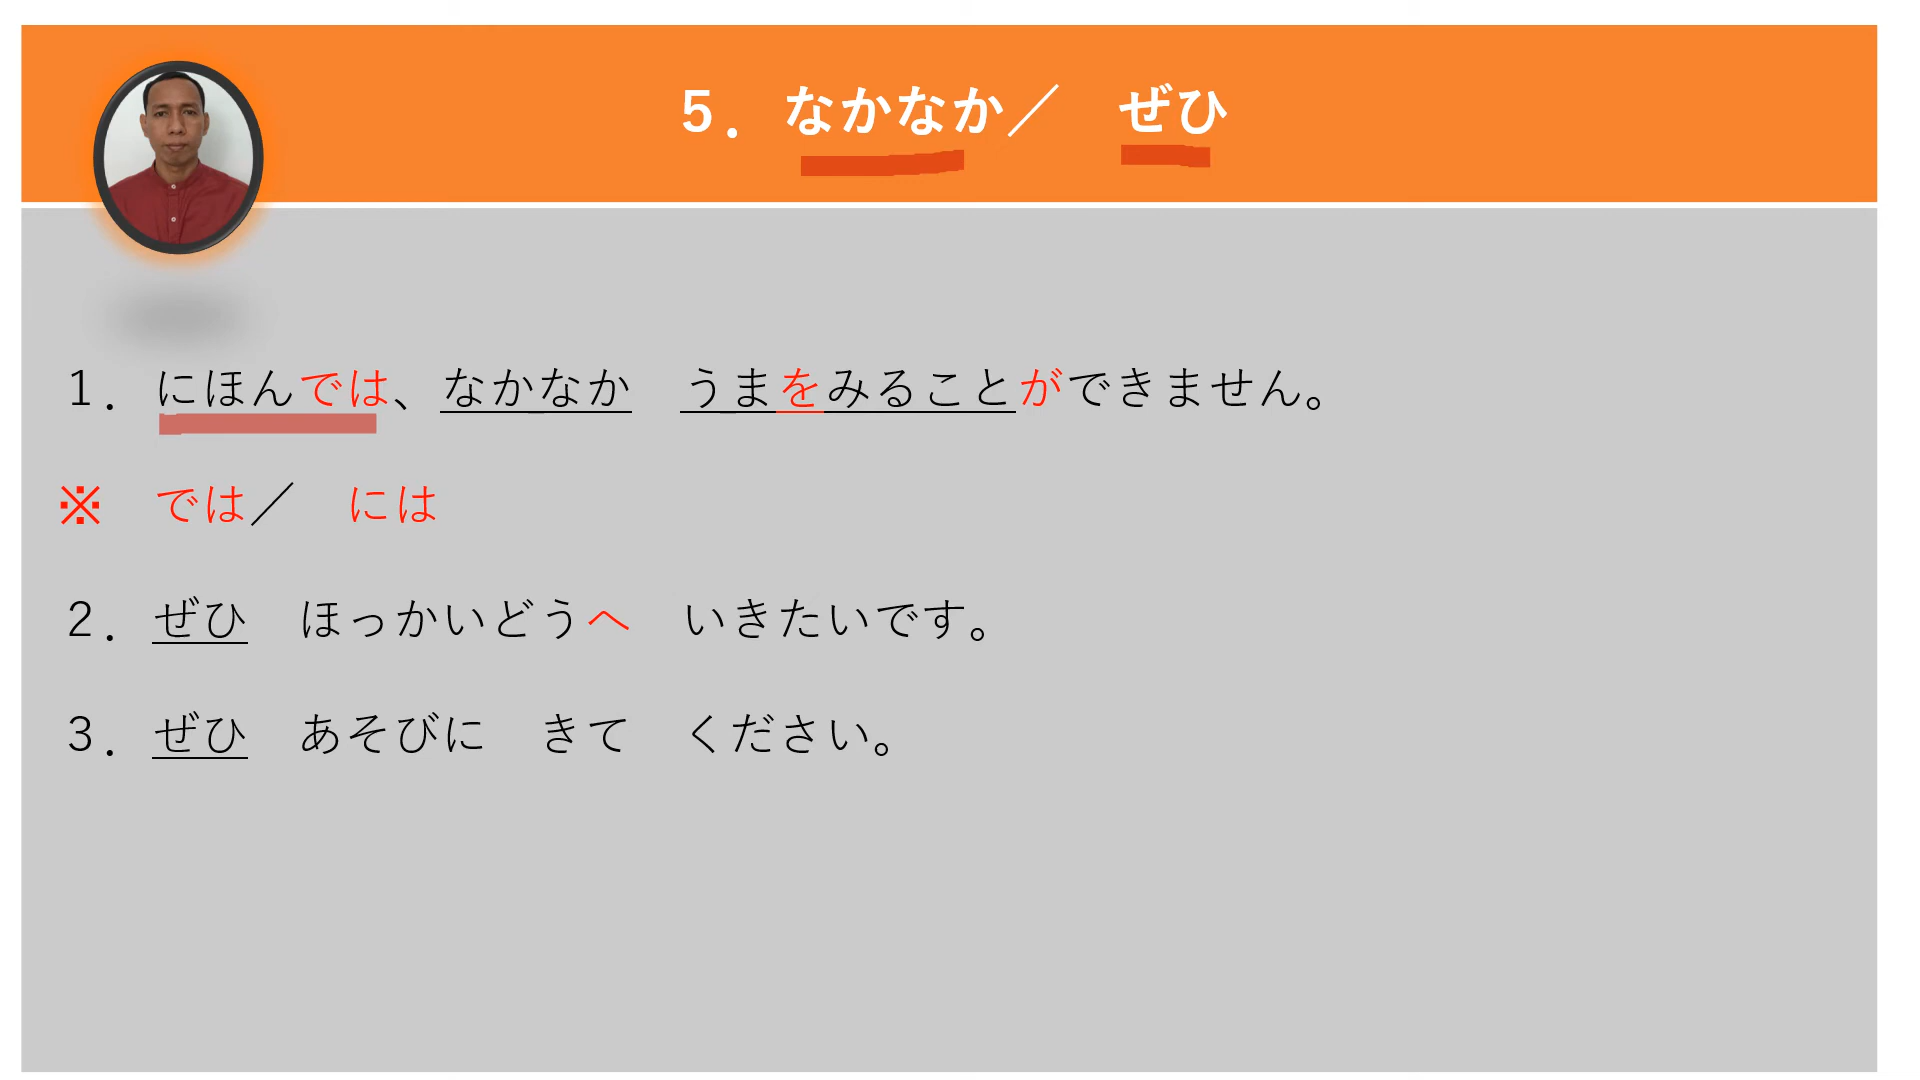 ５．なかなか／　ぜひ
１．にほんでは、なかなか　うまをみることができません。
※　では／　には
２．ぜひ　ほっかいどうへ　いきたいです。
３．ぜひ　あそびに　きて　ください。